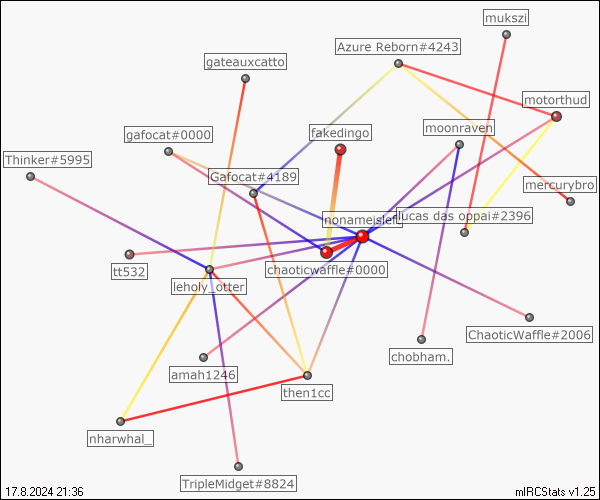 mukszi
Azure Reborn#4243
gateauxcatto
motorthud
gafocat#0000
fakedingo
moonraven
Thinker#5995
Gafocat#4189
mercurybro
nonameisleft
lucas das oppai#2396
tt532
chaoticwaffle#0000
leholy_otter
ChaoticWaffle#2006
chobham.
amah1246
then1cc
nharwhal_
TripleMidget#8824
17.8.2024 21:36
mIRCStats v1.25